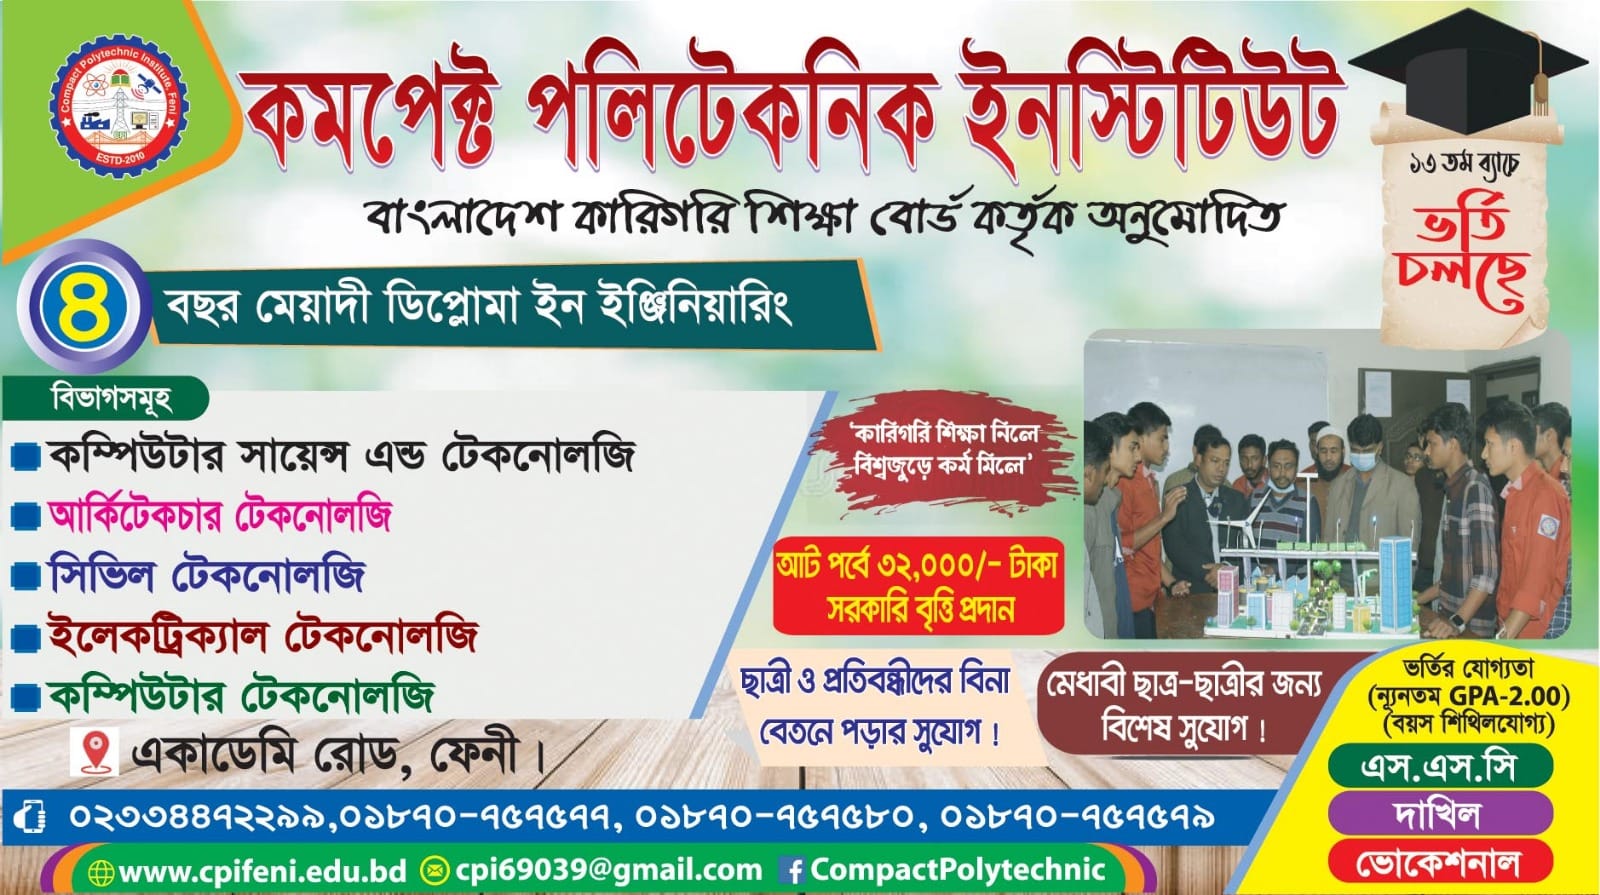 Compact Polytechnic Institute, Feni
CPI
ESTD-2010
কমপেক্ট পলিটেকনিক ইনস্টিটিউট
বাংলাদেশ কারিগরি শিক্ষা বোর্ড কর্তৃক অনুমোদিত
১৩ তম ব্যাচে
ভর্তি
চলছে
৪ বছর মেয়াদী ডিপ্লোমা ইন ইঞ্জিনিয়ারিং
বিভাগসমূহ
কম্পিউটার সায়েন্স এন্ড টেকনোলজি
আর্কিটেকচার টেকনোলজি
সিভিল টেকনোলজি
ইলেকট্রিক্যাল টেকনোলজি
কম্পিউটার টেকনোলজি
একাডেমি রোড, ফেনী।
‘কারিগরি শিক্ষা নিলে
বিশ্বজুড়ে কর্ম মিলে’
আট পর্বে ৩২,০০০/- টাকা
সরকারি বৃত্তি প্রদান
ছাত্রী ও প্রতিবন্ধীদের বিনা
বেতনে পড়ার সুযোগ !
মেধাবী ছাত্র-ছাত্রীর জন্য
বিশেষ সুযোগ !
ভর্তির যোগ্যতা
(ন্যূনতম GPA-2.00)
(বয়স শিথিলযোগ্য)
এস.এস.সি
দাখিল
ভোকেশনাল
০২৩৩৪৪৭২২৯৯,০১৮৭০-৭৫৭৫৭৭, ০১৮৭০-৭৫৭৫৮০, ০১৮৭০-৭৫৭৫৭৯
www.cpifeni.edu.bd cpi69039@gmail.com CompactPolytechnic